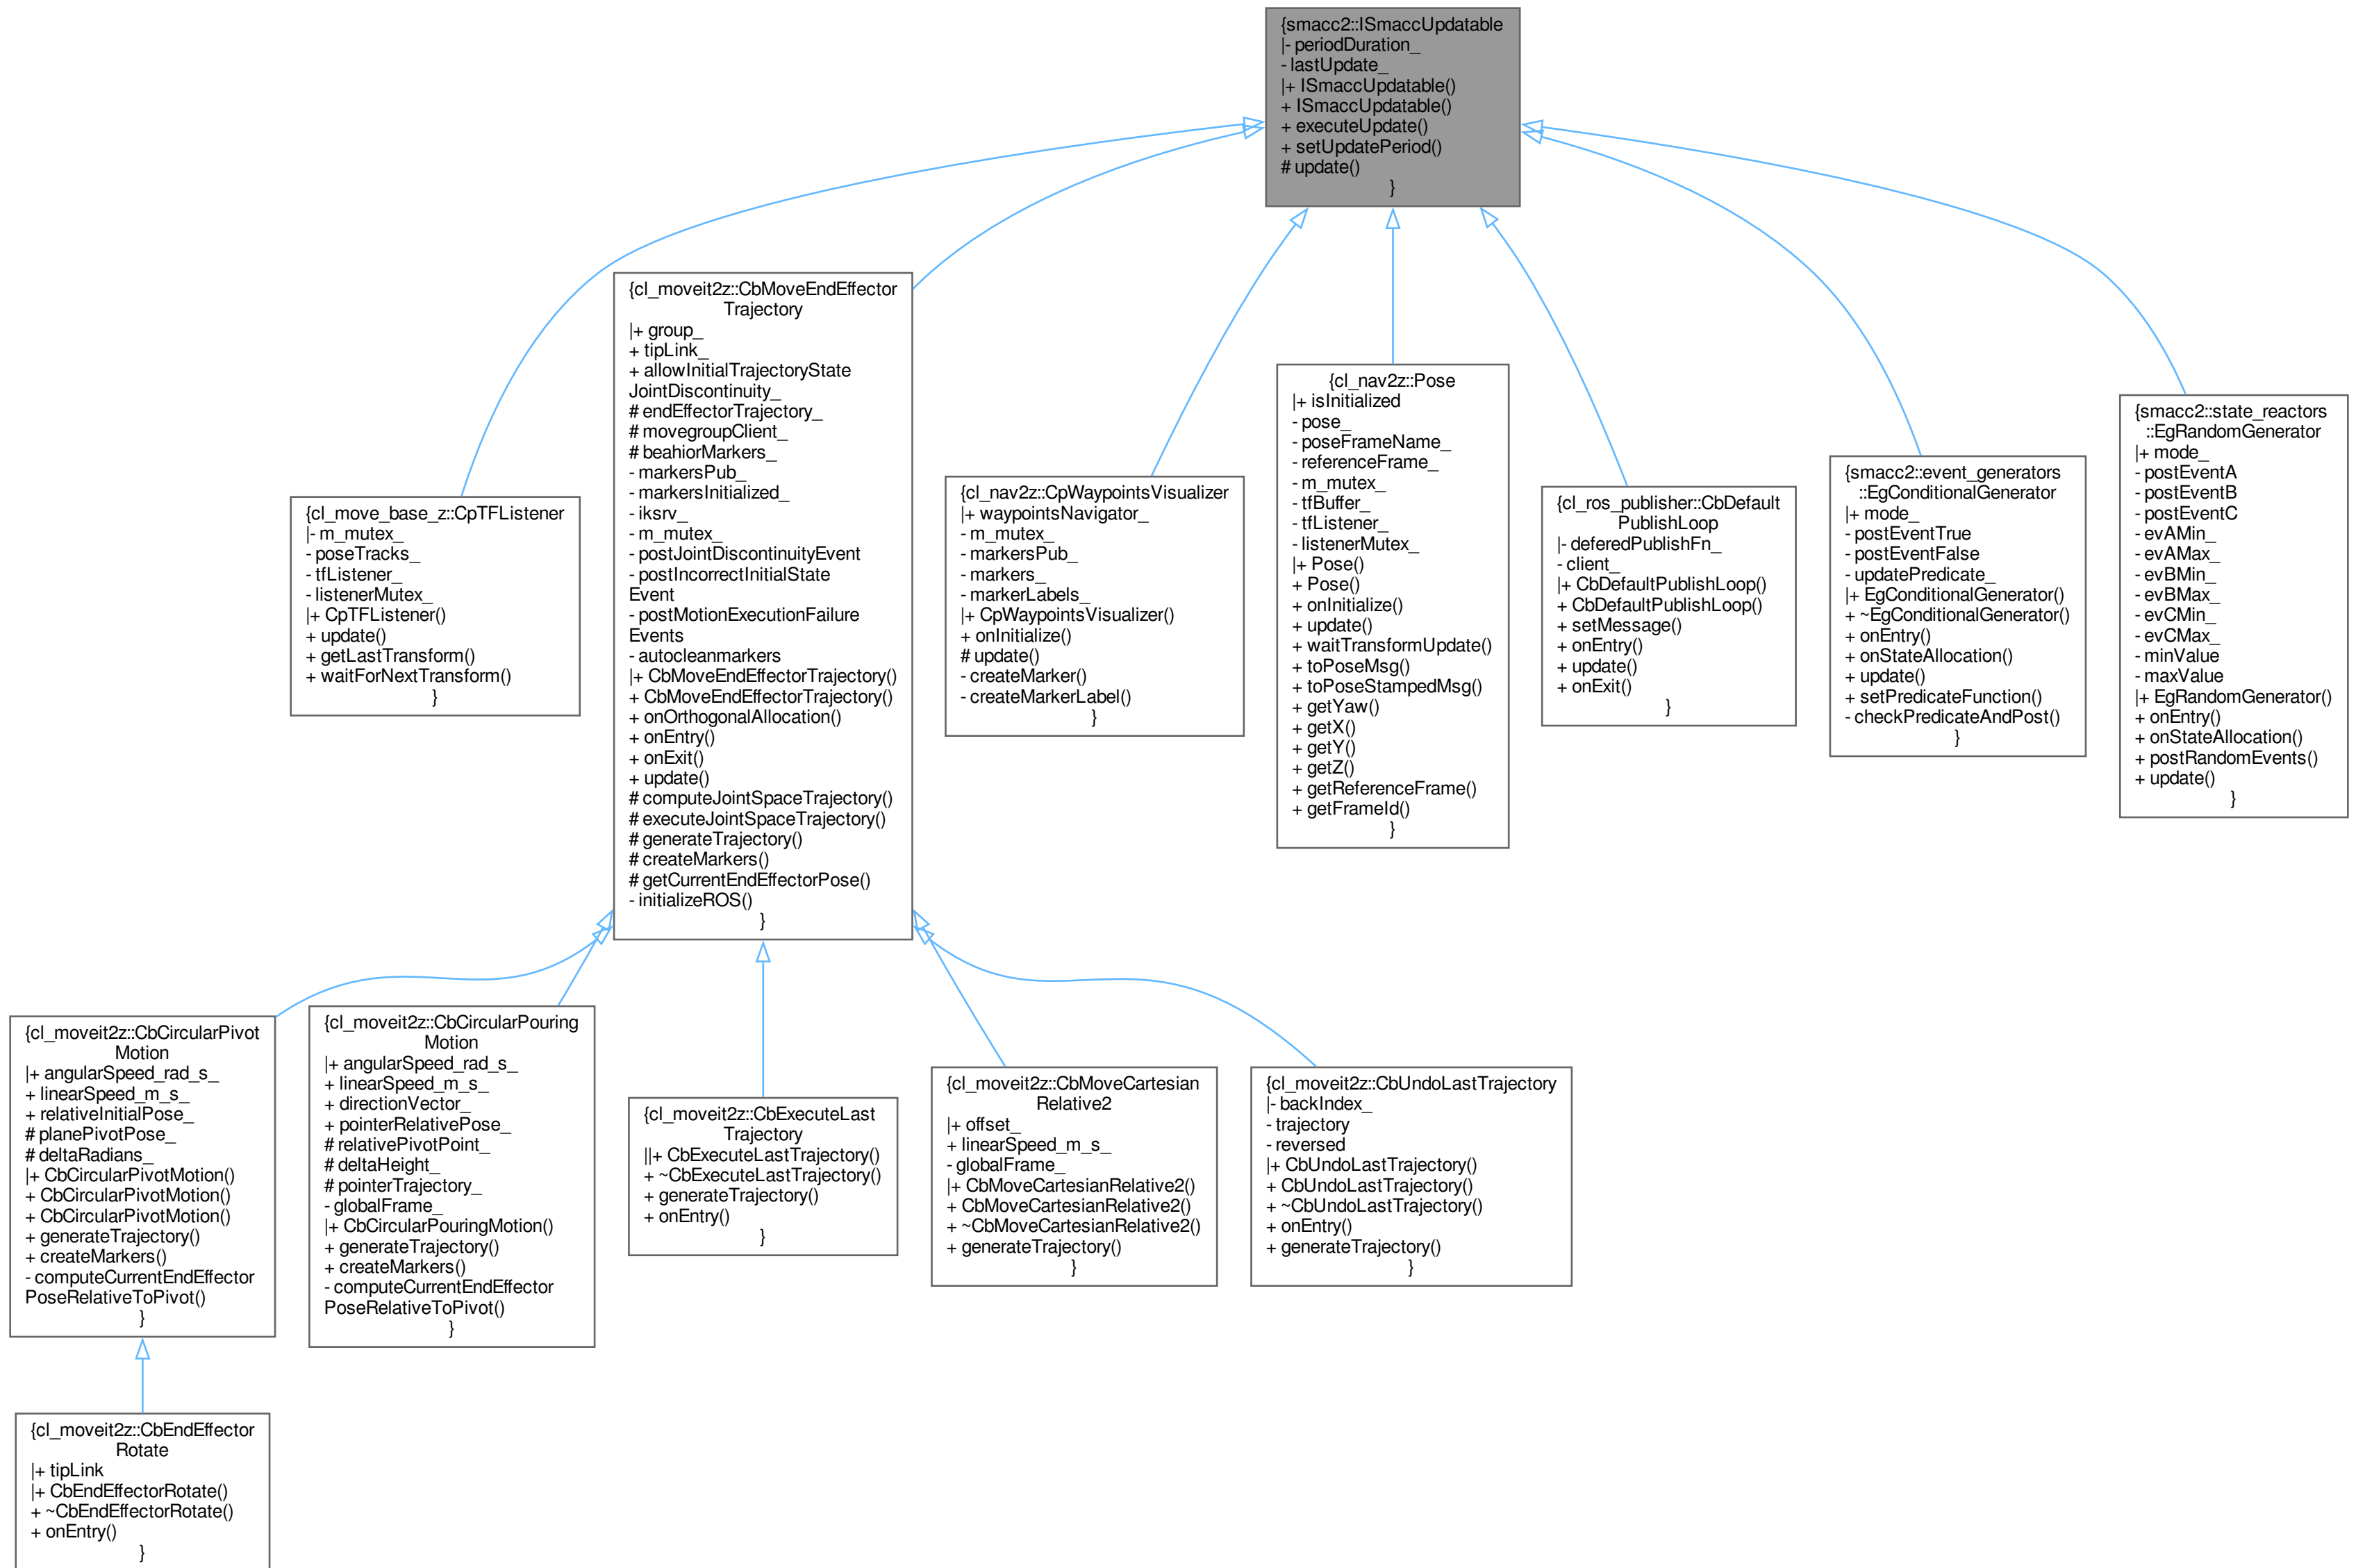 {smacc2::ISmaccUpdatable
|- periodDuration_
- lastUpdate_
|+ ISmaccUpdatable()
+ ISmaccUpdatable()
+ executeUpdate()
+ setUpdatePeriod()
# update()
}
{cl_move_base_z::CpTFListener
|- m_mutex_
- poseTracks_
- tfListener_
- listenerMutex_
|+ CpTFListener()
+ update()
+ getLastTransform()
+ waitForNextTransform()
}
{cl_moveit2z::CbMoveEndEffector
Trajectory
|+ group_
+ tipLink_
+ allowInitialTrajectoryState
JointDiscontinuity_
# endEffectorTrajectory_
# movegroupClient_
# beahiorMarkers_
- markersPub_
- markersInitialized_
- iksrv_
- m_mutex_
- postJointDiscontinuityEvent
- postIncorrectInitialState
Event
- postMotionExecutionFailure
Events
- autocleanmarkers
|+ CbMoveEndEffectorTrajectory()
+ CbMoveEndEffectorTrajectory()
+ onOrthogonalAllocation()
+ onEntry()
+ onExit()
+ update()
# computeJointSpaceTrajectory()
# executeJointSpaceTrajectory()
# generateTrajectory()
# createMarkers()
# getCurrentEndEffectorPose()
- initializeROS()
}
{cl_nav2z::CpWaypointsVisualizer
|+ waypointsNavigator_
- m_mutex_
- markersPub_
- markers_
- markerLabels_
|+ CpWaypointsVisualizer()
+ onInitialize()
# update()
- createMarker()
- createMarkerLabel()
}
{cl_nav2z::Pose
|+ isInitialized
- pose_
- poseFrameName_
- referenceFrame_
- m_mutex_
- tfBuffer_
- tfListener_
- listenerMutex_
|+ Pose()
+ Pose()
+ onInitialize()
+ update()
+ waitTransformUpdate()
+ toPoseMsg()
+ toPoseStampedMsg()
+ getYaw()
+ getX()
+ getY()
+ getZ()
+ getReferenceFrame()
+ getFrameId()
}
{cl_ros_publisher::CbDefault
PublishLoop
|- deferedPublishFn_
- client_
|+ CbDefaultPublishLoop()
+ CbDefaultPublishLoop()
+ setMessage()
+ onEntry()
+ update()
+ onExit()
}
{smacc2::event_generators
::EgConditionalGenerator
|+ mode_
- postEventTrue
- postEventFalse
- updatePredicate_
|+ EgConditionalGenerator()
+ ~EgConditionalGenerator()
+ onEntry()
+ onStateAllocation()
+ update()
+ setPredicateFunction()
- checkPredicateAndPost()
}
{smacc2::state_reactors
::EgRandomGenerator
|+ mode_
- postEventA
- postEventB
- postEventC
- evAMin_
- evAMax_
- evBMin_
- evBMax_
- evCMin_
- evCMax_
- minValue
- maxValue
|+ EgRandomGenerator()
+ onEntry()
+ onStateAllocation()
+ postRandomEvents()
+ update()
}
{cl_moveit2z::CbCircularPivot
Motion
|+ angularSpeed_rad_s_
+ linearSpeed_m_s_
+ relativeInitialPose_
# planePivotPose_
# deltaRadians_
|+ CbCircularPivotMotion()
+ CbCircularPivotMotion()
+ CbCircularPivotMotion()
+ generateTrajectory()
+ createMarkers()
- computeCurrentEndEffector
PoseRelativeToPivot()
}
{cl_moveit2z::CbCircularPouring
Motion
|+ angularSpeed_rad_s_
+ linearSpeed_m_s_
+ directionVector_
+ pointerRelativePose_
# relativePivotPoint_
# deltaHeight_
# pointerTrajectory_
- globalFrame_
|+ CbCircularPouringMotion()
+ generateTrajectory()
+ createMarkers()
- computeCurrentEndEffector
PoseRelativeToPivot()
}
{cl_moveit2z::CbExecuteLast
Trajectory
||+ CbExecuteLastTrajectory()
+ ~CbExecuteLastTrajectory()
+ generateTrajectory()
+ onEntry()
}
{cl_moveit2z::CbMoveCartesian
Relative2
|+ offset_
+ linearSpeed_m_s_
- globalFrame_
|+ CbMoveCartesianRelative2()
+ CbMoveCartesianRelative2()
+ ~CbMoveCartesianRelative2()
+ generateTrajectory()
}
{cl_moveit2z::CbUndoLastTrajectory
|- backIndex_
- trajectory
- reversed
|+ CbUndoLastTrajectory()
+ CbUndoLastTrajectory()
+ ~CbUndoLastTrajectory()
+ onEntry()
+ generateTrajectory()
}
{cl_moveit2z::CbEndEffector
Rotate
|+ tipLink
|+ CbEndEffectorRotate()
+ ~CbEndEffectorRotate()
+ onEntry()
}